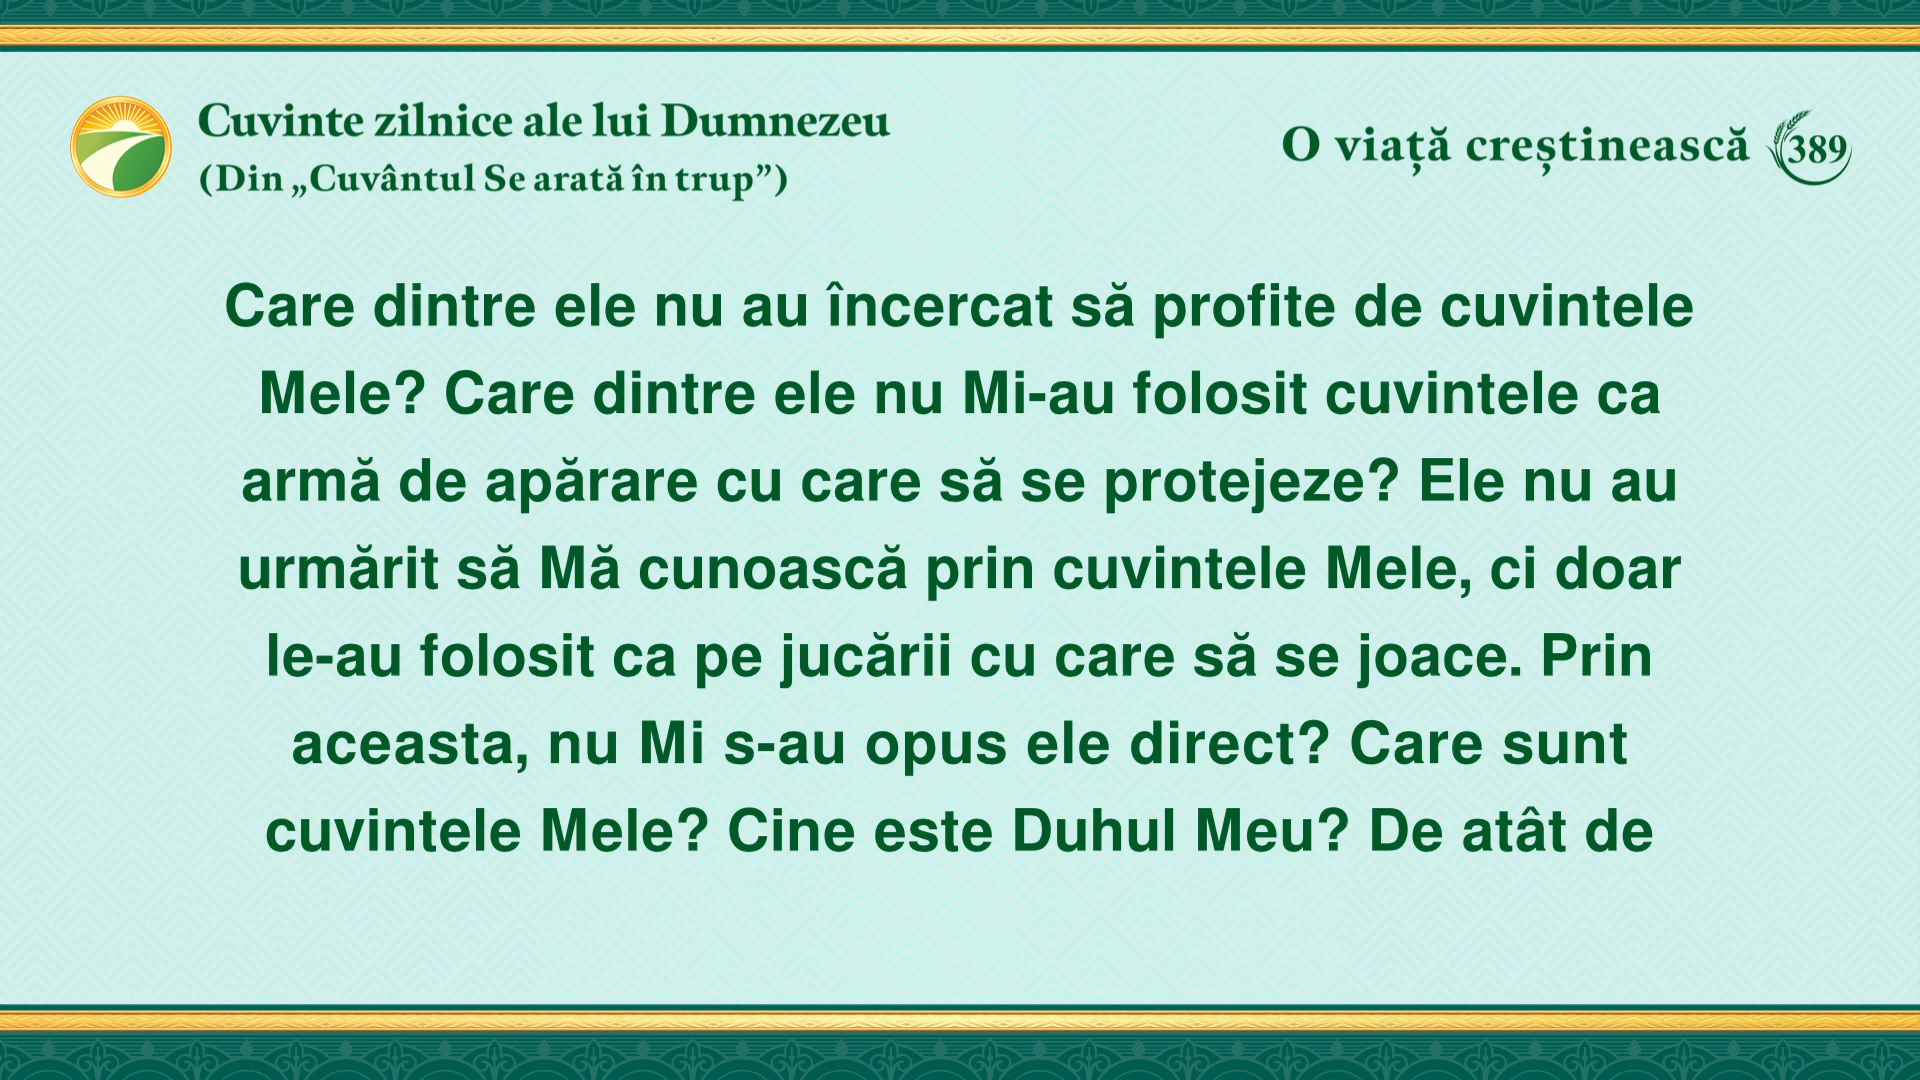 Cuvinte zilnice ale lui Dumnezeu
(Din „Cuvântul Se arată în trup”)
O viață creștinească 389
Care dintre ele nu au încercat să profite de cuvintele
Mele? Care dintre ele nu Mi-au folosit cuvintele ca
armă de apărare cu care să se protejeze? Ele nu au
urmărit să Mă cunoască prin cuvintele Mele, ci doar
le-au folosit ca pe jucării cu care să se joace. Prin
aceasta, nu Mi s-au opus ele direct? Care sunt
cuvintele Mele? Cine este Duhul Meu? De atât de